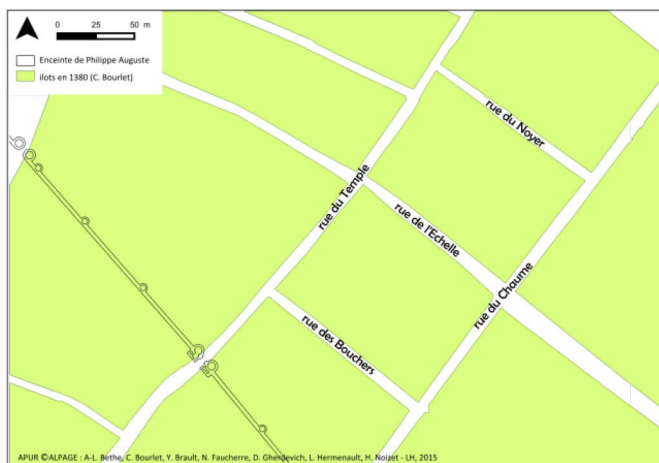 0 25 50 m
Enceinte de Philippe Auguste
ilots en 1380 (C. Bourlet)
rue du Noyer
rue du Temple
rue de l'Echelle
rue du Chaume
rue des Bouchers
APUR ©ALPAGE : A-L. Bethe, C. Bourlet, Y. Brault, N. Faucherre, D. Gherdevich, L. Hermenault, H. Noizet - LH, 2015